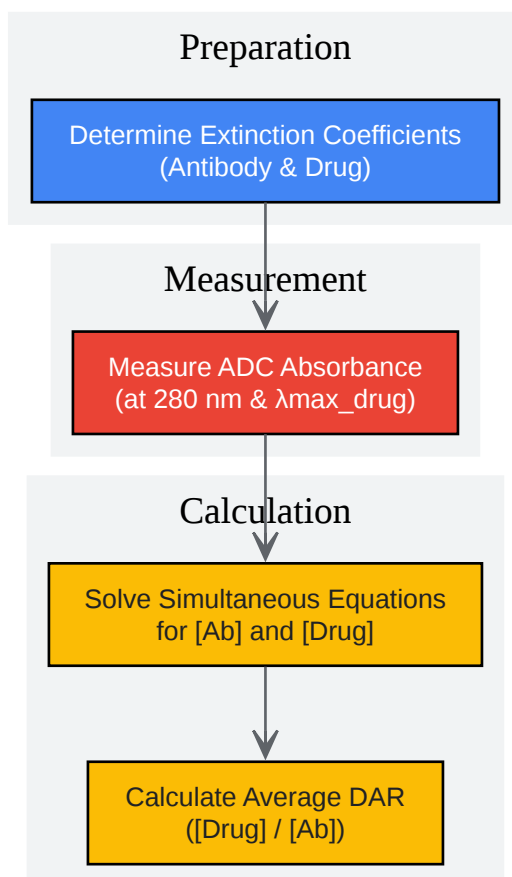 Preparation
Determine Extinction Coefficients
(Antibody & Drug)
Measurement
Measure ADC Absorbance
(at 280 nm & λmax_drug)
Calculation
Solve Simultaneous Equations
for [Ab] and [Drug]
Calculate Average DAR
([Drug] / [Ab])